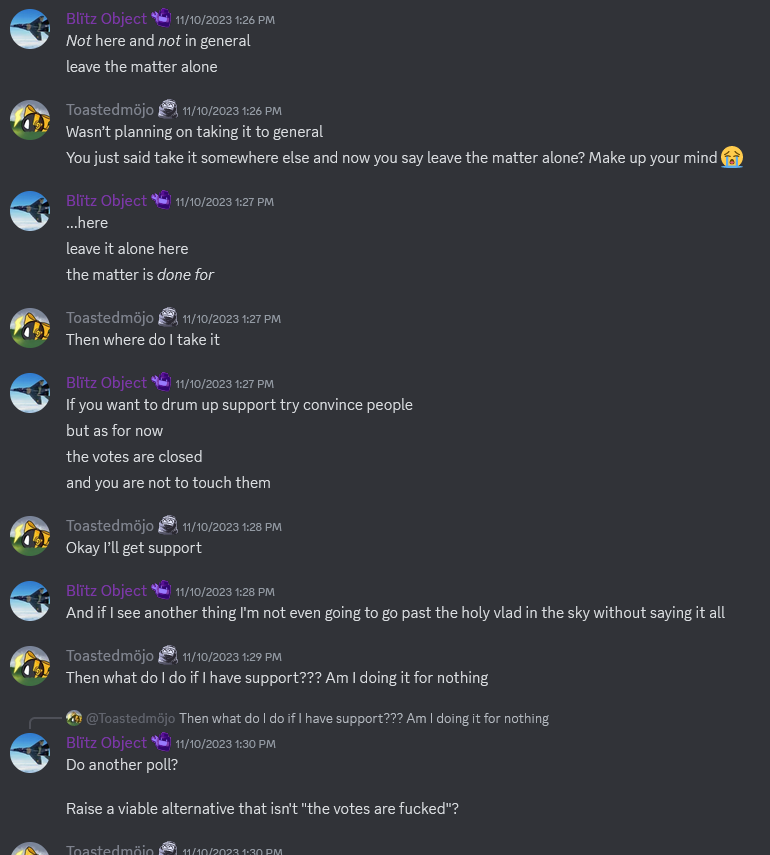 Blïtz Object 11/10/2023 1:26 PM
Not here and not in general
leave the matter alone
Toastedmöjo 11/10/2023 1:26 PM
Wasn't planning on taking it to general
You just said take it somewhere else and now you say leave the matter alone? Make up your mind 😭
Blïtz Object 11/10/2023 1:27 PM
...here
leave it alone here
the matter is done for
Toastedmöjo 11/10/2023 1:27 PM
Then where do I take it
Blïtz Object 11/10/2023 1:27 PM
If you want to drum up support try convince people
but as for now
the votes are closed
and you are not to touch them
Toastedmöjo 11/10/2023 1:28 PM
Okay I'll get support
Blïtz Object 11/10/2023 1:28 PM
And if I see another thing I'm not even going to go past the holy vlad in the sky without saying it all
Toastedmöjo 11/10/2023 1:29 PM
Then what do I do if I have support??? Am I doing it for nothing
@Toastedmöjo Then what do I do if I have support??? Am I doing it for nothing
Blïtz Object 11/10/2023 1:30 PM
Do another poll?
Raise a viable alternative that isn't "the votes are fucked"?
Toastedmöjo 11/10/2023 1:30 PM